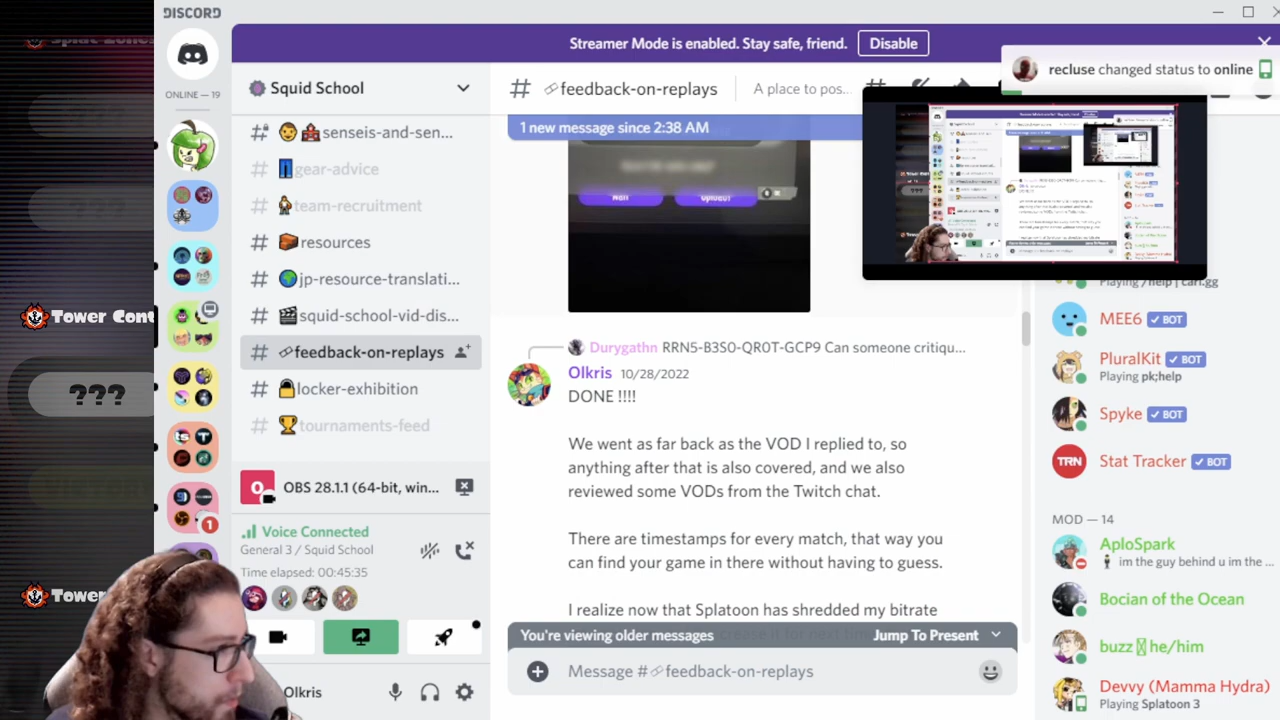 DISCORD
Streamer Mode is enabled. Stay safe, friend.
Disable
recluse changed status to online
ONLINE — 19
Squid School
feedback-on-replays
A place to pos...
1 new message since 2:38 AM
senseis-and-sen...
gear-advice
resources
jp-resource-translati...
squid-school-vid-dis...
feedback-on-replays
locker-exhibition
tournaments-feed
Tower Cont
???
Tower
OBS 28.1.1 (64-bit, win...
Voice Connected
General 3 / Squid School
Time elapsed: 00:45:35
1
Olkris
Durygathn RRN5-B3S0-QR0T-GCP9 Can someone critiqu...
Olkris 10/28/2022
DONE !!!!
We went as far back as the VOD I replied to, so
anything after that is also covered, and we also
reviewed some VODs from the Twitch chat.
There are timestamps for every match, that way you
can find your game in there without having to guess.
I realize now that Splatoon has shredded my bitrate
You're viewing older messages
Jump To Present
Message #feedback-on-replays
Playing /help | carl.gg
MEE6 BOT
PluralKit BOT
Playing pk;help
Spyke BOT
TRN
Stat Tracker BOT
MOD — 14
AploSpark
im the guy behind u im the ...
Bocian of the Ocean
buzz he/him
Devvy (Mamma Hydra)
Playing Splatoon 3